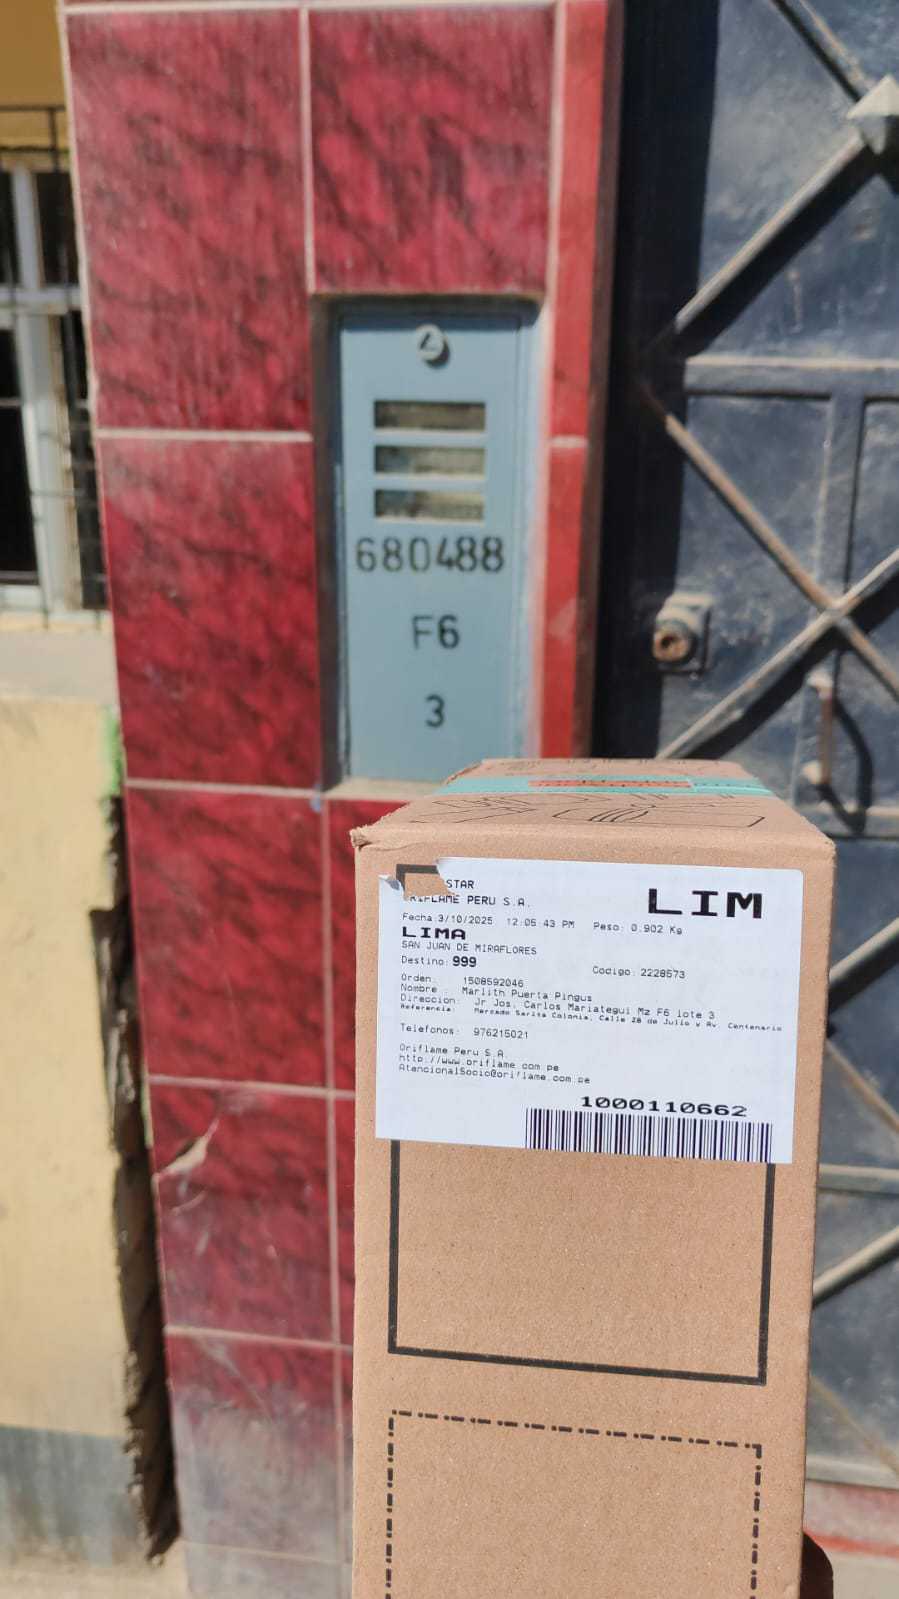 680488
F6
3
STAR
ORIFLAME PERU S.A.
LIM
Fecha:3/10/2025 12:05:43 PM Peso: 0.902 Kg
LIMA
SAN JUAN DE MIRAFLORES
Destino: 999
Codigo: 2228573
Orden: 1508592046
Nombre Marlith Puerta Pingus
Direccion: Jr Jos. Carlos Mariategui Mz F6 lote 3
Referencia: Mercado Sarita Colonia, Calle 28 de Julio y Av. Centenario
Telefonos: 976215021
Oriflame Peru S.A.
http://www.oriflame.com.pe
AtencionalSocio@oriflame.com.pe
1000110662